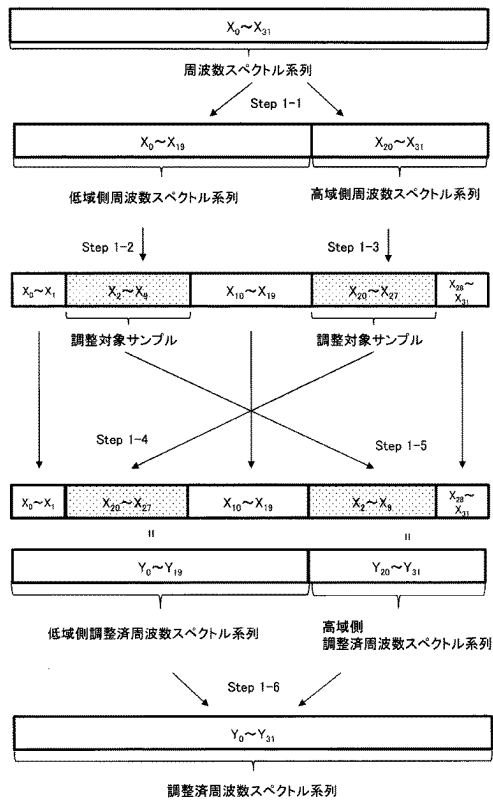 X₀～X₃₁
周波数スペクトル系列
Step 1-1
X₀～X₁₉ X₂₀～X₃₁
低域側周波数スペクトル系列 高域側周波数スペクトル系列
Step 1-2 Step 1-3
X₀～X₁ X₂～X₉ X₁₀～X₁₉ X₂₀～X₂₇ X₂₈～
X₃₁
調整対象サンプル 調整対象サンプル
Step 1-4 Step 1-5
X₀～X₁ X₂₀～X₂₇ X₁₀～X₁₉ X₂～X₉ X₂₈～
X₃₁
= =
Y₀～Y₁₉ Y₂₀～Y₃₁
低域側調整済周波数スペクトル系列
高域側
調整済周波数スペクトル系列
Step 1-6
Y₀～Y₃₁
調整済周波数スペクトル系列